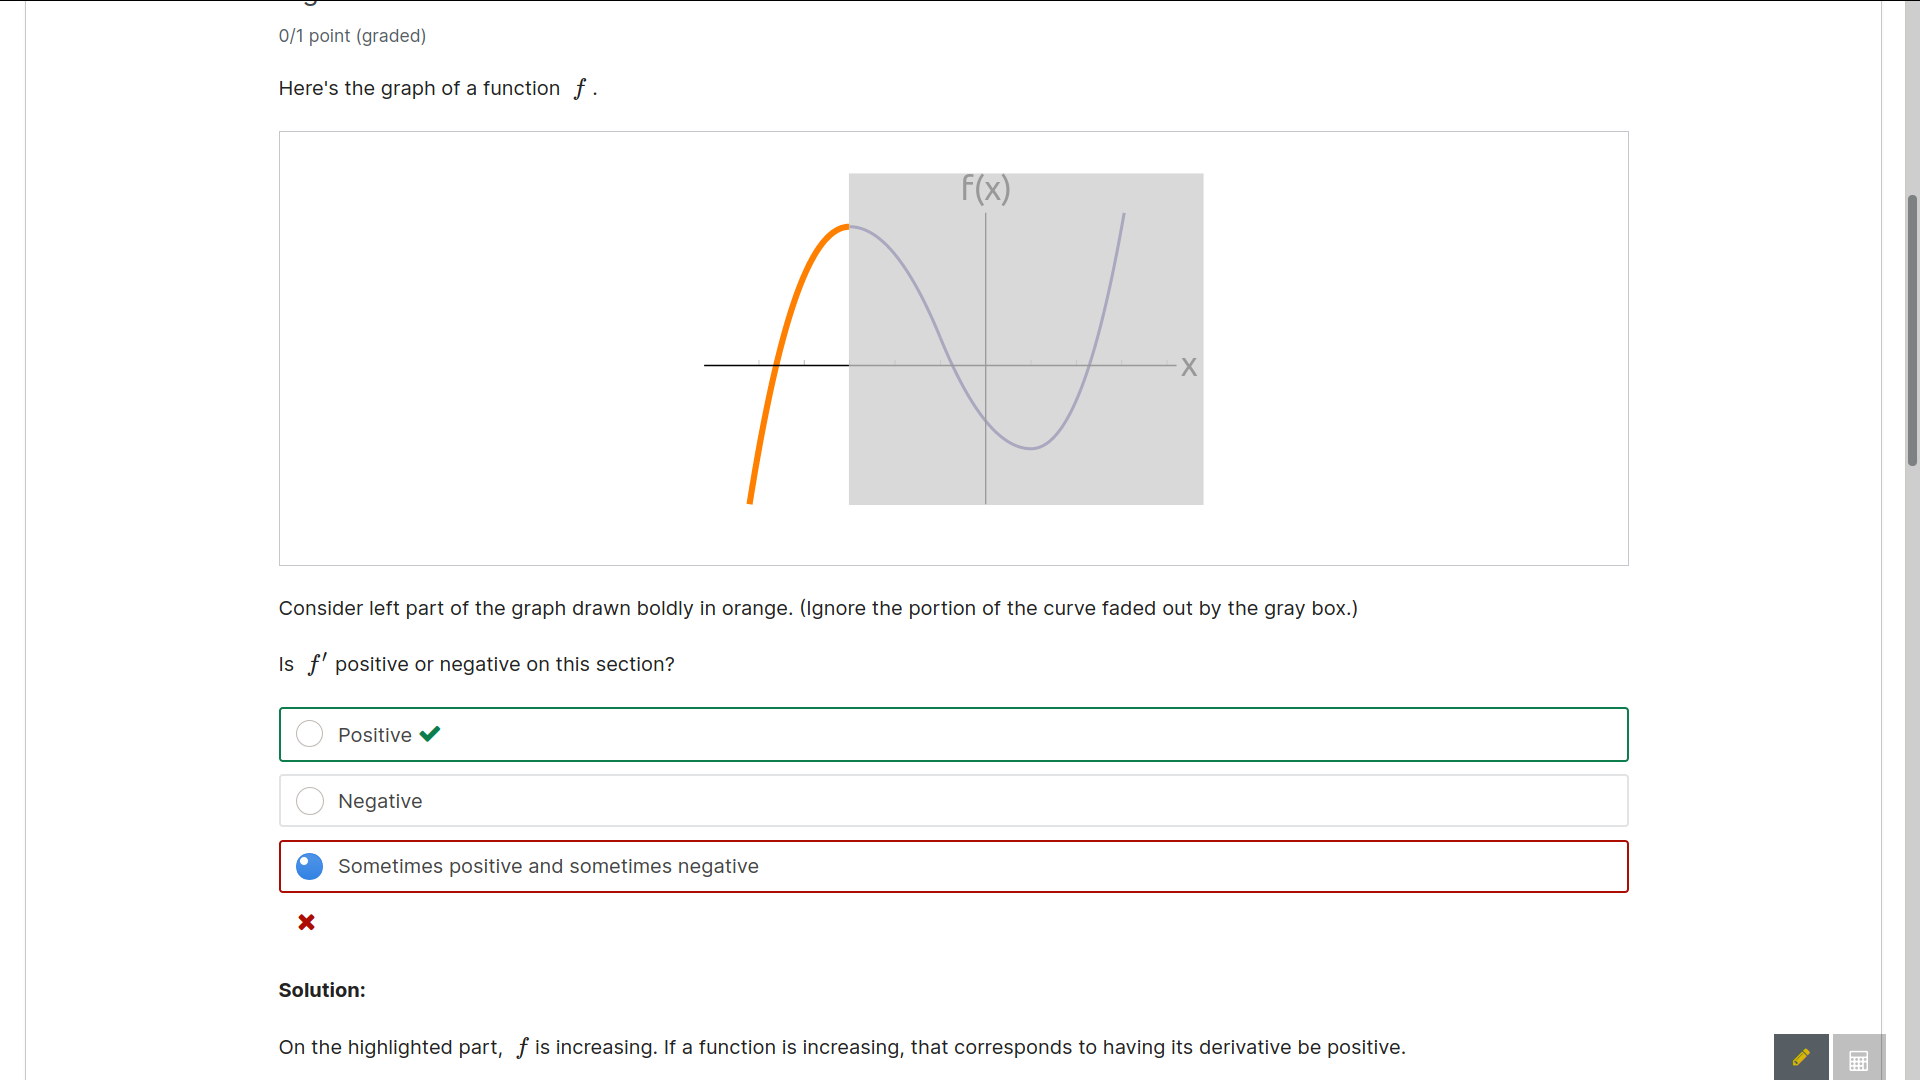 0/1 point (graded)
Here's the graph of a function f .
f(x)
x
Consider left part of the graph drawn boldly in orange. (Ignore the portion of the curve faded out by the gray box.)
Is f′ positive or negative on this section?
Positive
Negative
Sometimes positive and sometimes negative
Solution:
On the highlighted part, f is increasing. If a function is increasing, that corresponds to having its derivative be positive.